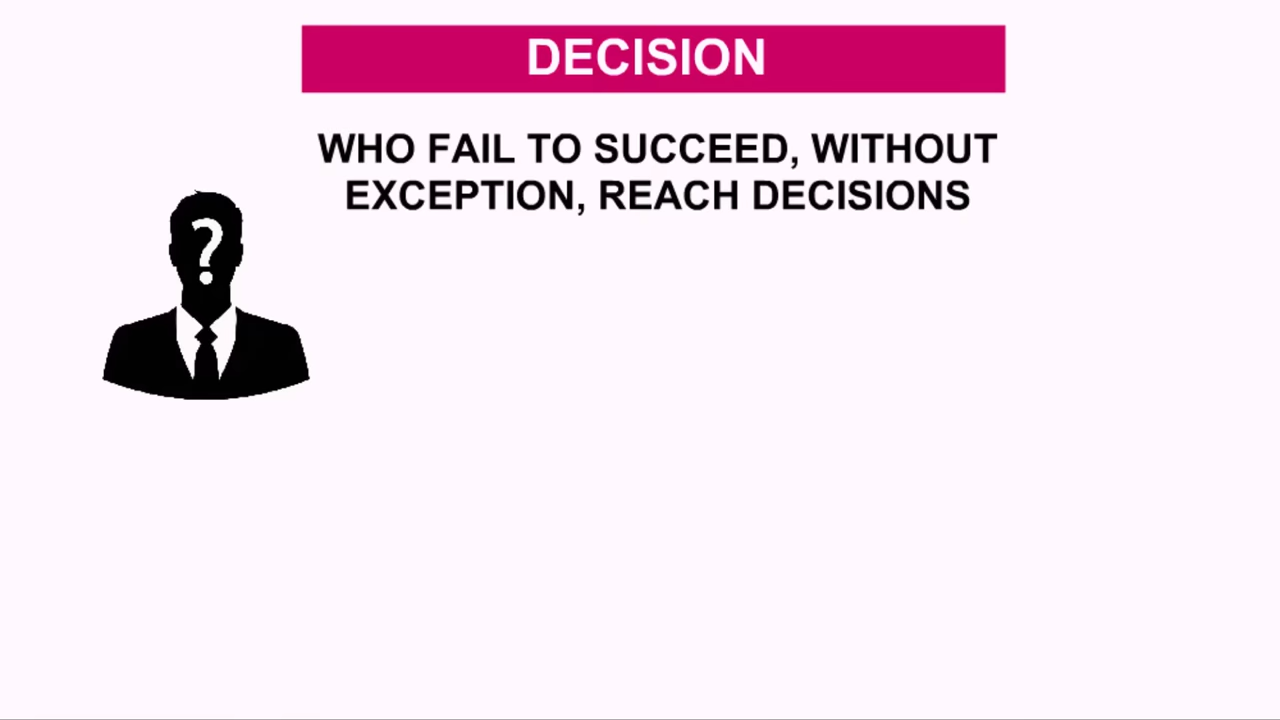 DECISION
WHO FAIL TO SUCCEED, WITHOUT
EXCEPTION, REACH DECISIONS
?